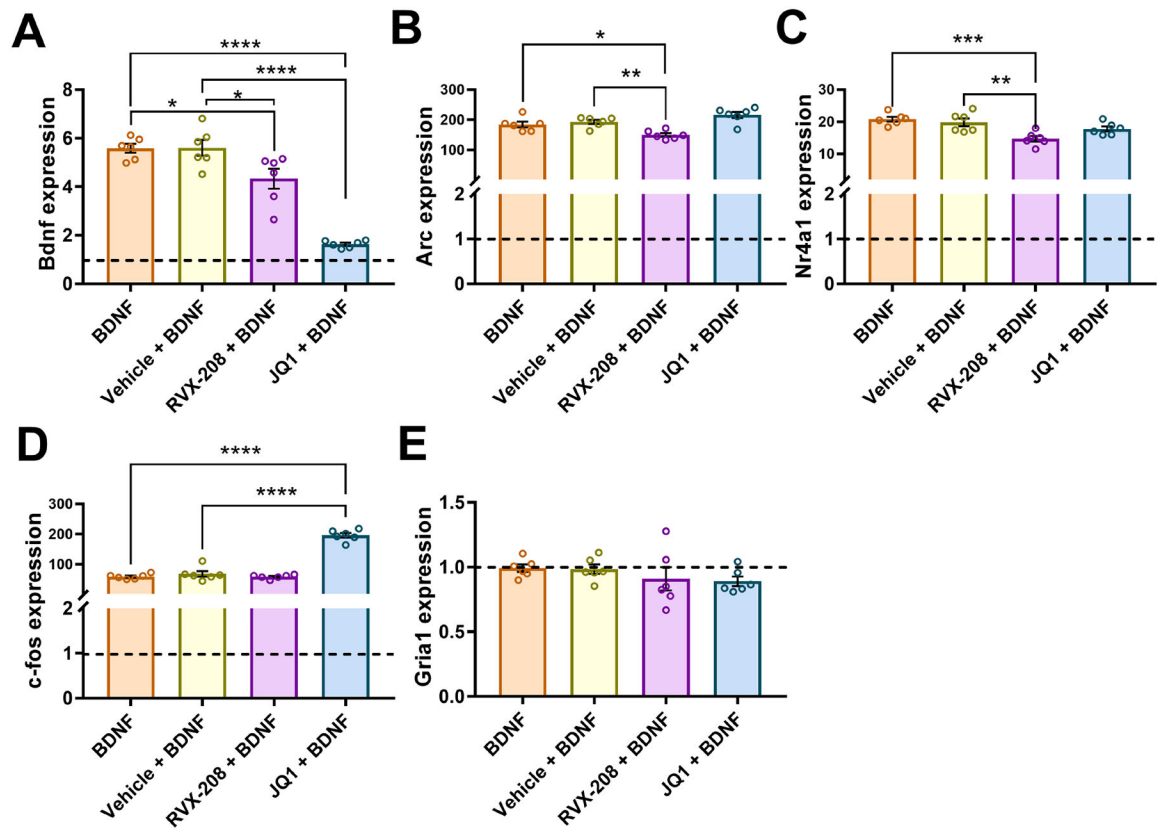 A
****
****
*
*
Bdnf expression
8
6
4
2
0
BDNF
Vehicle + BDNF
RVX-208 + BDNF
JQ1 + BDNF
B
*
**
Arc expression
300
200
100
2
1
0
BDNF
Vehicle + BDNF
RVX-208 + BDNF
JQ1 + BDNF
C
***
**
Nr4a1 expression
30
20
10
2
1
0
BDNF
Vehicle + BDNF
RVX-208 + BDNF
JQ1 + BDNF
D
****
****
c-fos expression
300
200
100
2
1
0
BDNF
Vehicle + BDNF
RVX-208 + BDNF
JQ1 + BDNF
E
Gria1 expression
1.5
1.0
0.5
0.0
BDNF
Vehicle + BDNF
RVX-208 + BDNF
JQ1 + BDNF